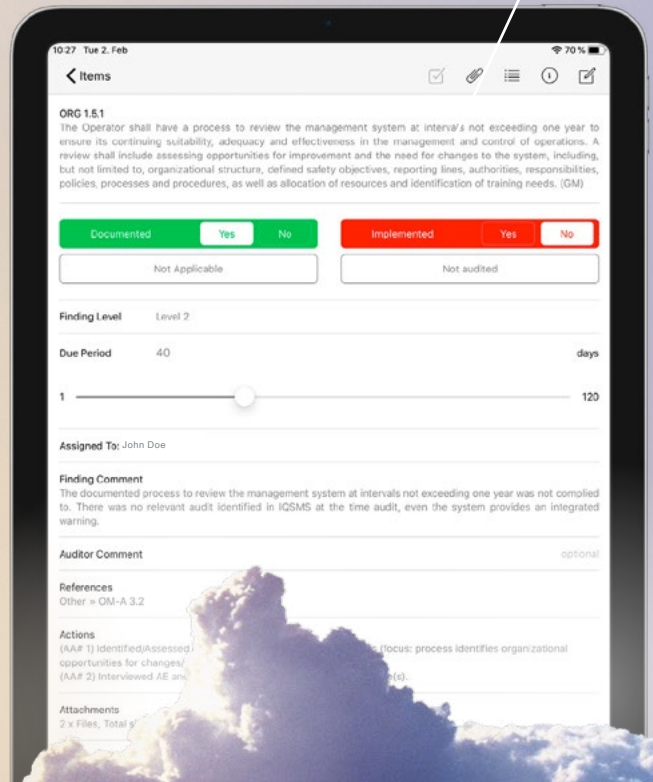 10:27 Tue 2. Feb 70 %
Items
ORG 1.5.1
The Operator shall have a process to review the management system at intervals not exceeding one year to
ensure its continuing suitability, adequacy and effectiveness in the management and control of operations. A
review shall include assessing opportunities for improvement and the need for changes to the system, including,
but not limited to, organizational structure, defined safety objectives, reporting lines, authorities, responsibilities,
policies, processes and procedures, as well as allocation of resources and identification of training needs. (GM)
Documented Yes No Implemented Yes No
Not Applicable Not audited
Finding Level Level 2
Due Period 40 days
1 120
Assigned To: John Doe
Finding Comment
The documented process to review the management system at intervals not exceeding one year was not complied
to. There was no relevant audit identified in IQSMS at the time audit, even the system provides an integrated
warning.
Auditor Comment optional
References
Other » OM-A 3.2
Actions
(AA# 1) Identified/Assessed (focus: process identifies organizational
opportunities for changes/
(AA# 2) Interviewed AE
Attachments
2 x Files, Total